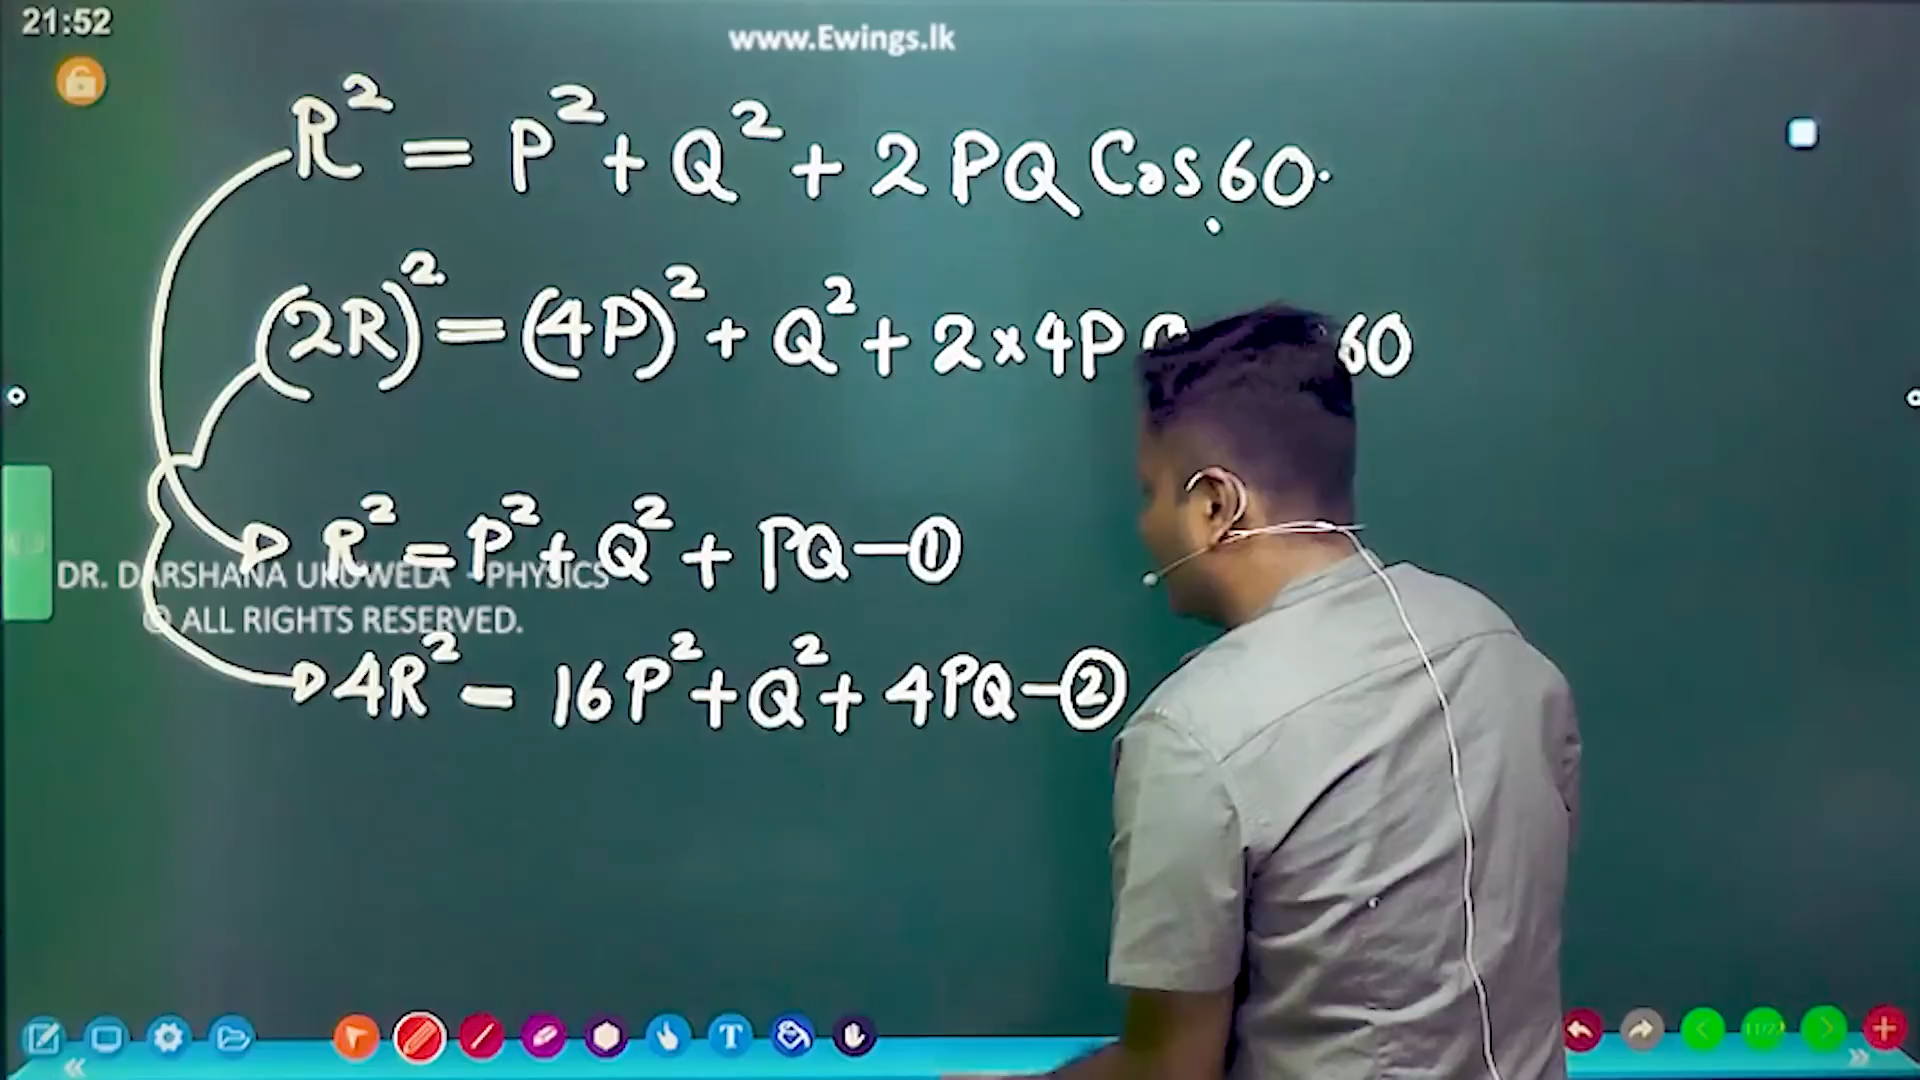 21:52
www.Ewings.lk
R² = P² + Q² + 2PQ Cos 60.
(2R)² = (4P)² + Q² + 2×4P 60
R² = P² + Q² + PQ — ①
DR. DARSHANA UKUWELA - PHYSICS
© ALL RIGHTS RESERVED.
4R² = 16P² + Q² + 4PQ — ②
T